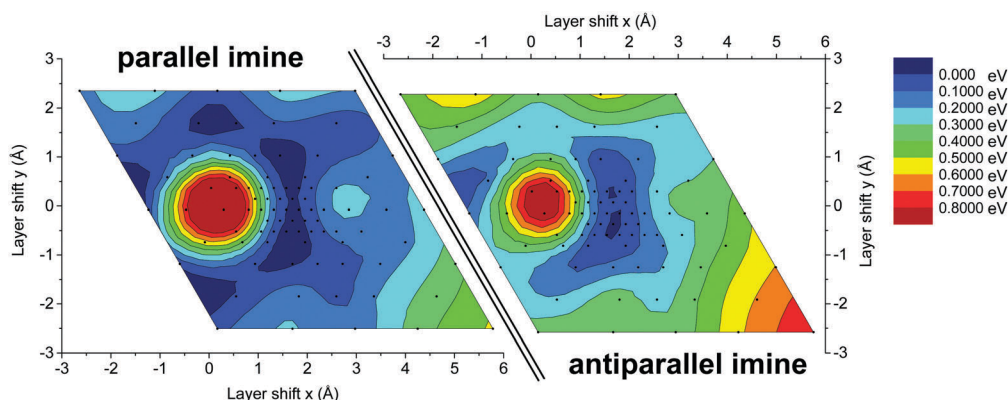 Layer shift x (Å)
-3 -2 -1 0 1 2 3 4 5 6
parallel imine
3
2
1
0
-1
-2
-3
Layer shift y (Å)
-3 -2 -1 0 1 2 3 4 5 6
Layer shift x (Å)
3
2
1
0
-1
-2
-3
Layer shift y (Å)
antiparallel imine
0.000 eV
0.1000 eV
0.2000 eV
0.3000 eV
0.4000 eV
0.5000 eV
0.6000 eV
0.7000 eV
0.8000 eV